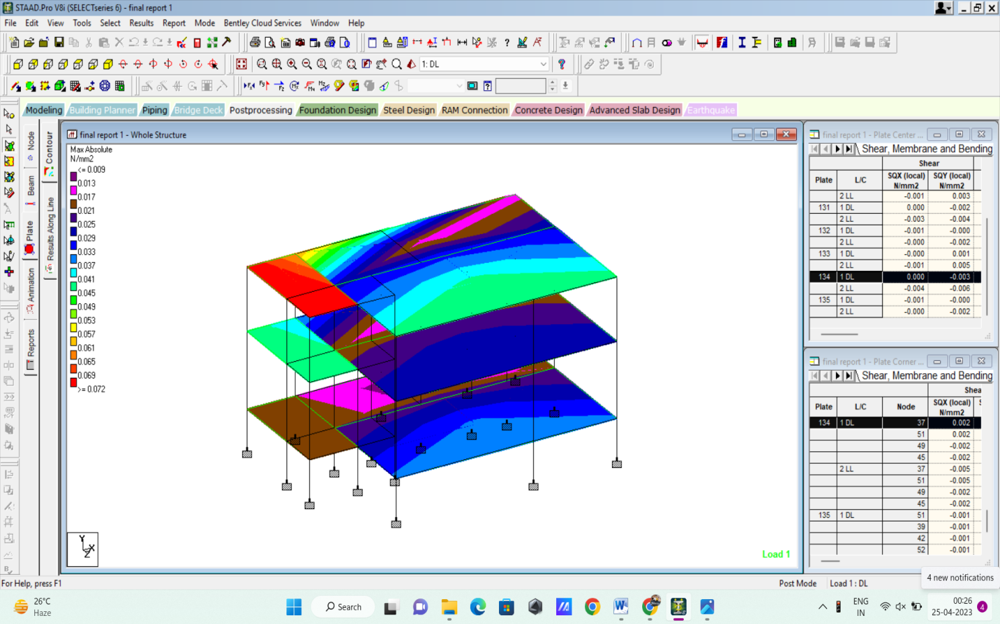 STAAD.Pro V8i (SELECTseries 6) - final report 1
File Edit View Tools Select Results Report Mode Bentley Cloud Services Window Help
1: DL
Modeling Building Planner Piping Bridge Deck Postprocessing Foundation Design Steel Design RAM Connection Concrete Design Advanced Slab Design Earthquake
Node
Beam
Plate
Animation
Reports
Contour
Results Along Line
final report 1 - Whole Structure
Max Absolute
N/mm2
<= 0.009
0.013
0.017
0.021
0.025
0.029
0.033
0.037
0.041
0.045
0.049
0.053
0.057
0.061
0.065
0.069
>= 0.072
Y
X
Z
Load 1
final report 1 - Plate Center ...
Shear, Membrane and Bending
Shear
Plate L/C SQX (local) SQY (local)
N/mm2 N/mm2
2 LL -0.001 0.003
131 1 DL 0.000 -0.002
2 LL -0.003 -0.004
132 1 DL -0.001 -0.000
2 LL -0.000 -0.002
133 1 DL -0.000 0.001
2 LL -0.001 0.005
134 1 DL 0.000 -0.003
2 LL -0.004 -0.006
135 1 DL -0.001 -0.000
2 LL -0.000 -0.002
final report 1 - Plate Corner ...
Shear, Membrane and Bending
Shea
Plate L/C Node SQX (local)
N/mm2
134 1 DL 37 0.002
51 0.002
49 -0.002
45 -0.002
2 LL 37 -0.005
51 -0.005
49 -0.002
45 -0.002
135 1 DL 51 -0.001
39 -0.001
42 -0.001
52 -0.001
For Help, press F1
Post Mode Load 1 : DL
4 new notifications
26°C
Haze
Search
ENG
IN
00:26
25-04-2023
4